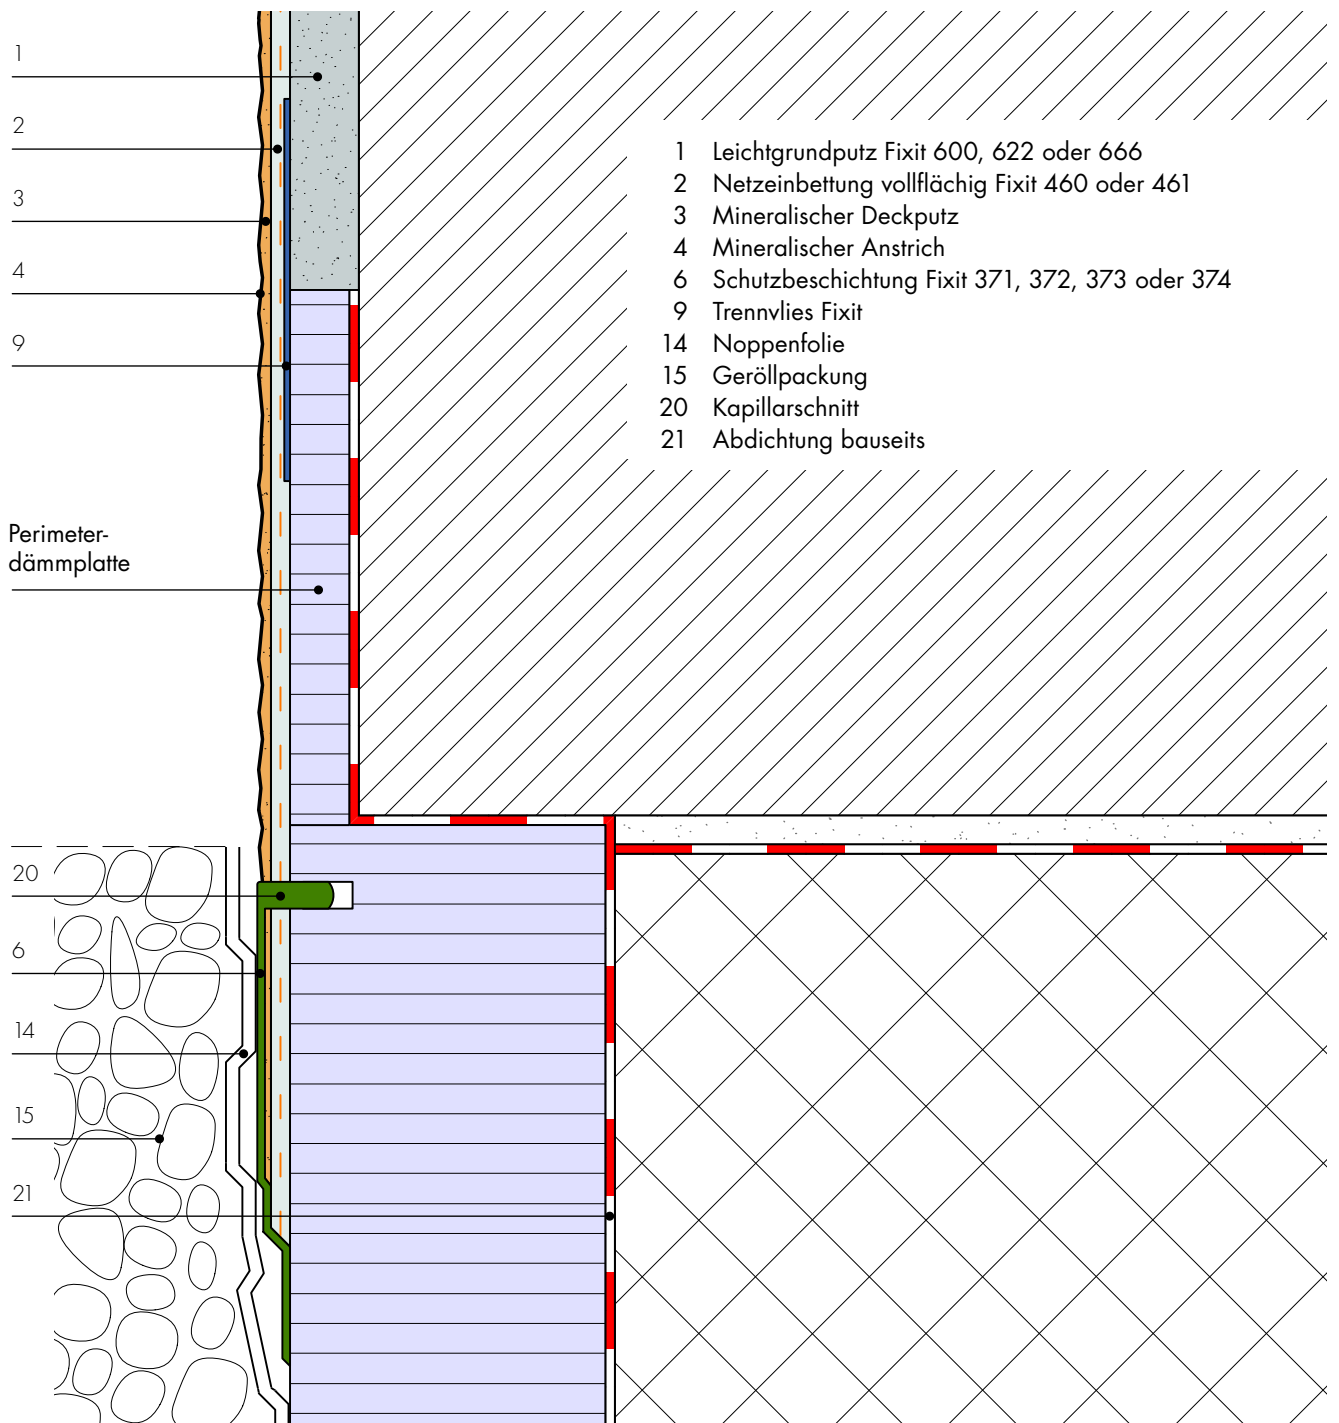 1
2
3
4
9
Perimeter-
dämmplatte
20
6
14
15
21
1 Leichtgrundputz Fixit 600, 622 oder 666
2 Netzeinbettung vollflächig Fixit 460 oder 461
3 Mineralischer Deckputz
4 Mineralischer Anstrich
6 Schutzbeschichtung Fixit 371, 372, 373 oder 374
9 Trennvlies Fixit
14 Noppenfolie
15 Geröllpackung
20 Kapillarschnitt
21 Abdichtung bauseits